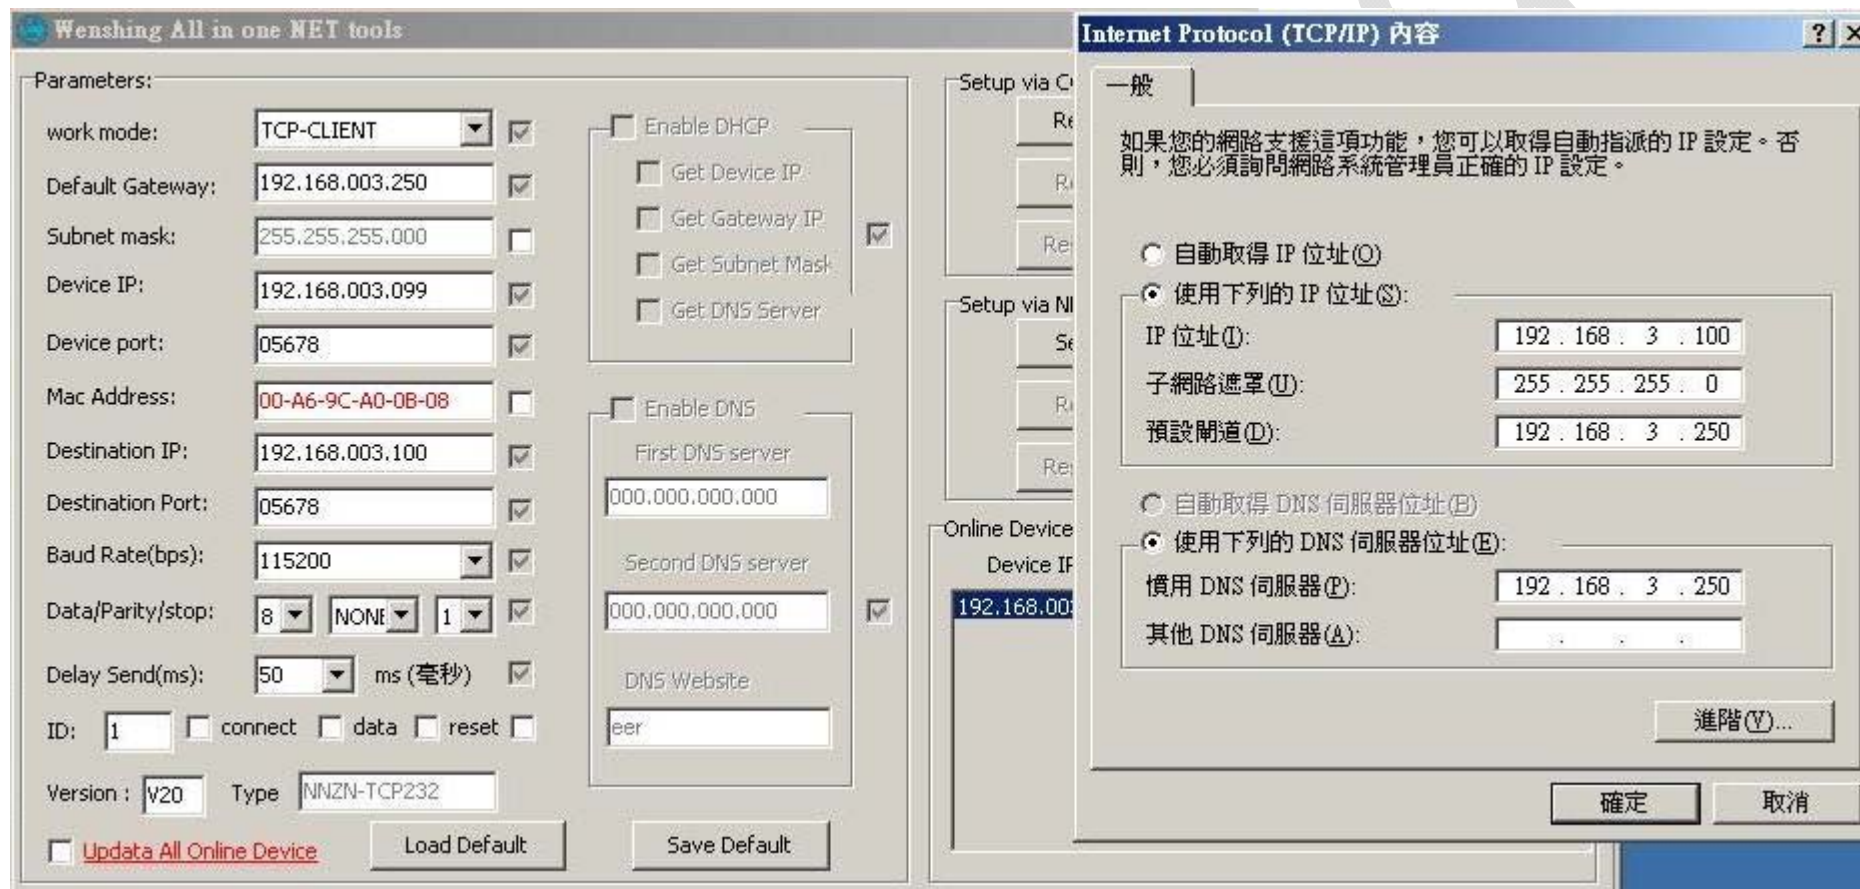 Wenshing All in one NET tools
Parameters:
work mode: TCP-CLIENT
Default Gateway: 192.168.003.250
Subnet mask: 255.255.255.000
Device IP: 192.168.003.099
Device port: 05678
Mac Address: 00-A6-9C-A0-0B-08
Destination IP: 192.168.003.100
Destination Port: 05678
Baud Rate(bps): 115200
Data/Parity/stop: 8 NONE 1
Delay Send(ms): 50 ms (毫秒)
ID: 1 connect data reset
Version : V20 Type NNZN-TCP232
Updata All Online Device Load Default Save Default
Enable DHCP
Get Device IP
Get Gateway IP
Get Subnet Mask
Get DNS Server
Enable DNS
First DNS server
000.000.000.000
Second DNS server
000.000.000.000
DNS Website
eer
Setup via
Setup via
Online Device
Device IP
192.168.00
Internet Protocol (TCP/IP) 內容
一般
如果您的網路支援這項功能，您可以取得自動指派的 IP 設定。否
則，您必須詢問網路系統管理員正確的 IP 設定。
自動取得 IP 位址(O)
使用下列的 IP 位址(S):
IP 位址(I): 192 . 168 . 3 . 100
子網路遮罩(U): 255 . 255 . 255 . 0
預設閘道(D): 192 . 168 . 3 . 250
自動取得 DNS 伺服器位址(B)
使用下列的 DNS 伺服器位址(E):
慣用 DNS 伺服器(P): 192 . 168 . 3 . 250
其他 DNS 伺服器(A): . . .
進階(V)...
確定 取消